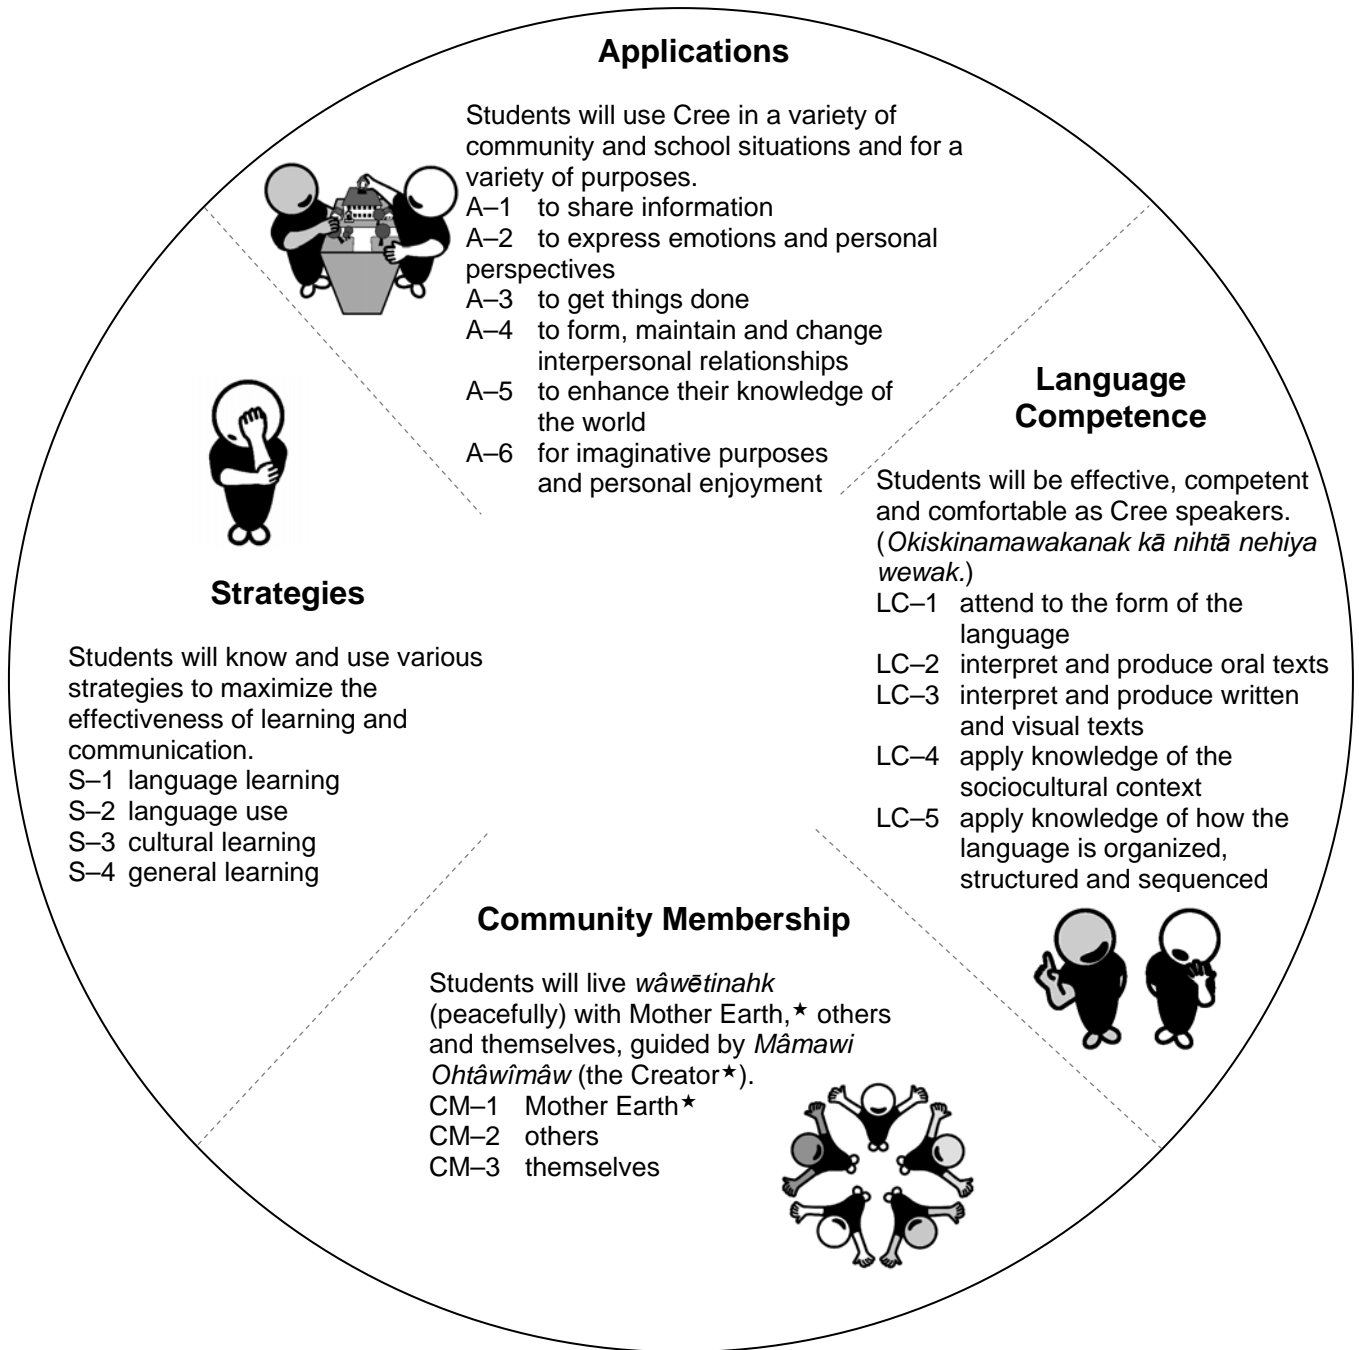 Applications
Students will use Cree in a variety of
community and school situations and for a
variety of purposes.
A–1 to share information
A–2 to express emotions and personal
perspectives
A–3 to get things done
A–4 to form, maintain and change
interpersonal relationships
A–5 to enhance their knowledge of
the world
A–6 for imaginative purposes
and personal enjoyment
Language
Competence
Students will be effective, competent
and comfortable as Cree speakers.
(Okiskinamawakanak kā nihtā nehiya
wewak.)
LC–1 attend to the form of the
language
LC–2 interpret and produce oral texts
LC–3 interpret and produce written
and visual texts
LC–4 apply knowledge of the
sociocultural context
LC–5 apply knowledge of how the
language is organized,
structured and sequenced
Strategies
Students will know and use various
strategies to maximize the
effectiveness of learning and
communication.
S–1 language learning
S–2 language use
S–3 cultural learning
S–4 general learning
Community Membership
Students will live wâwētinahk
(peacefully) with Mother Earth,★ others
and themselves, guided by Mâmawi
Ohtâwîmâw (the Creator★).
CM–1 Mother Earth★
CM–2 others
CM–3 themselves